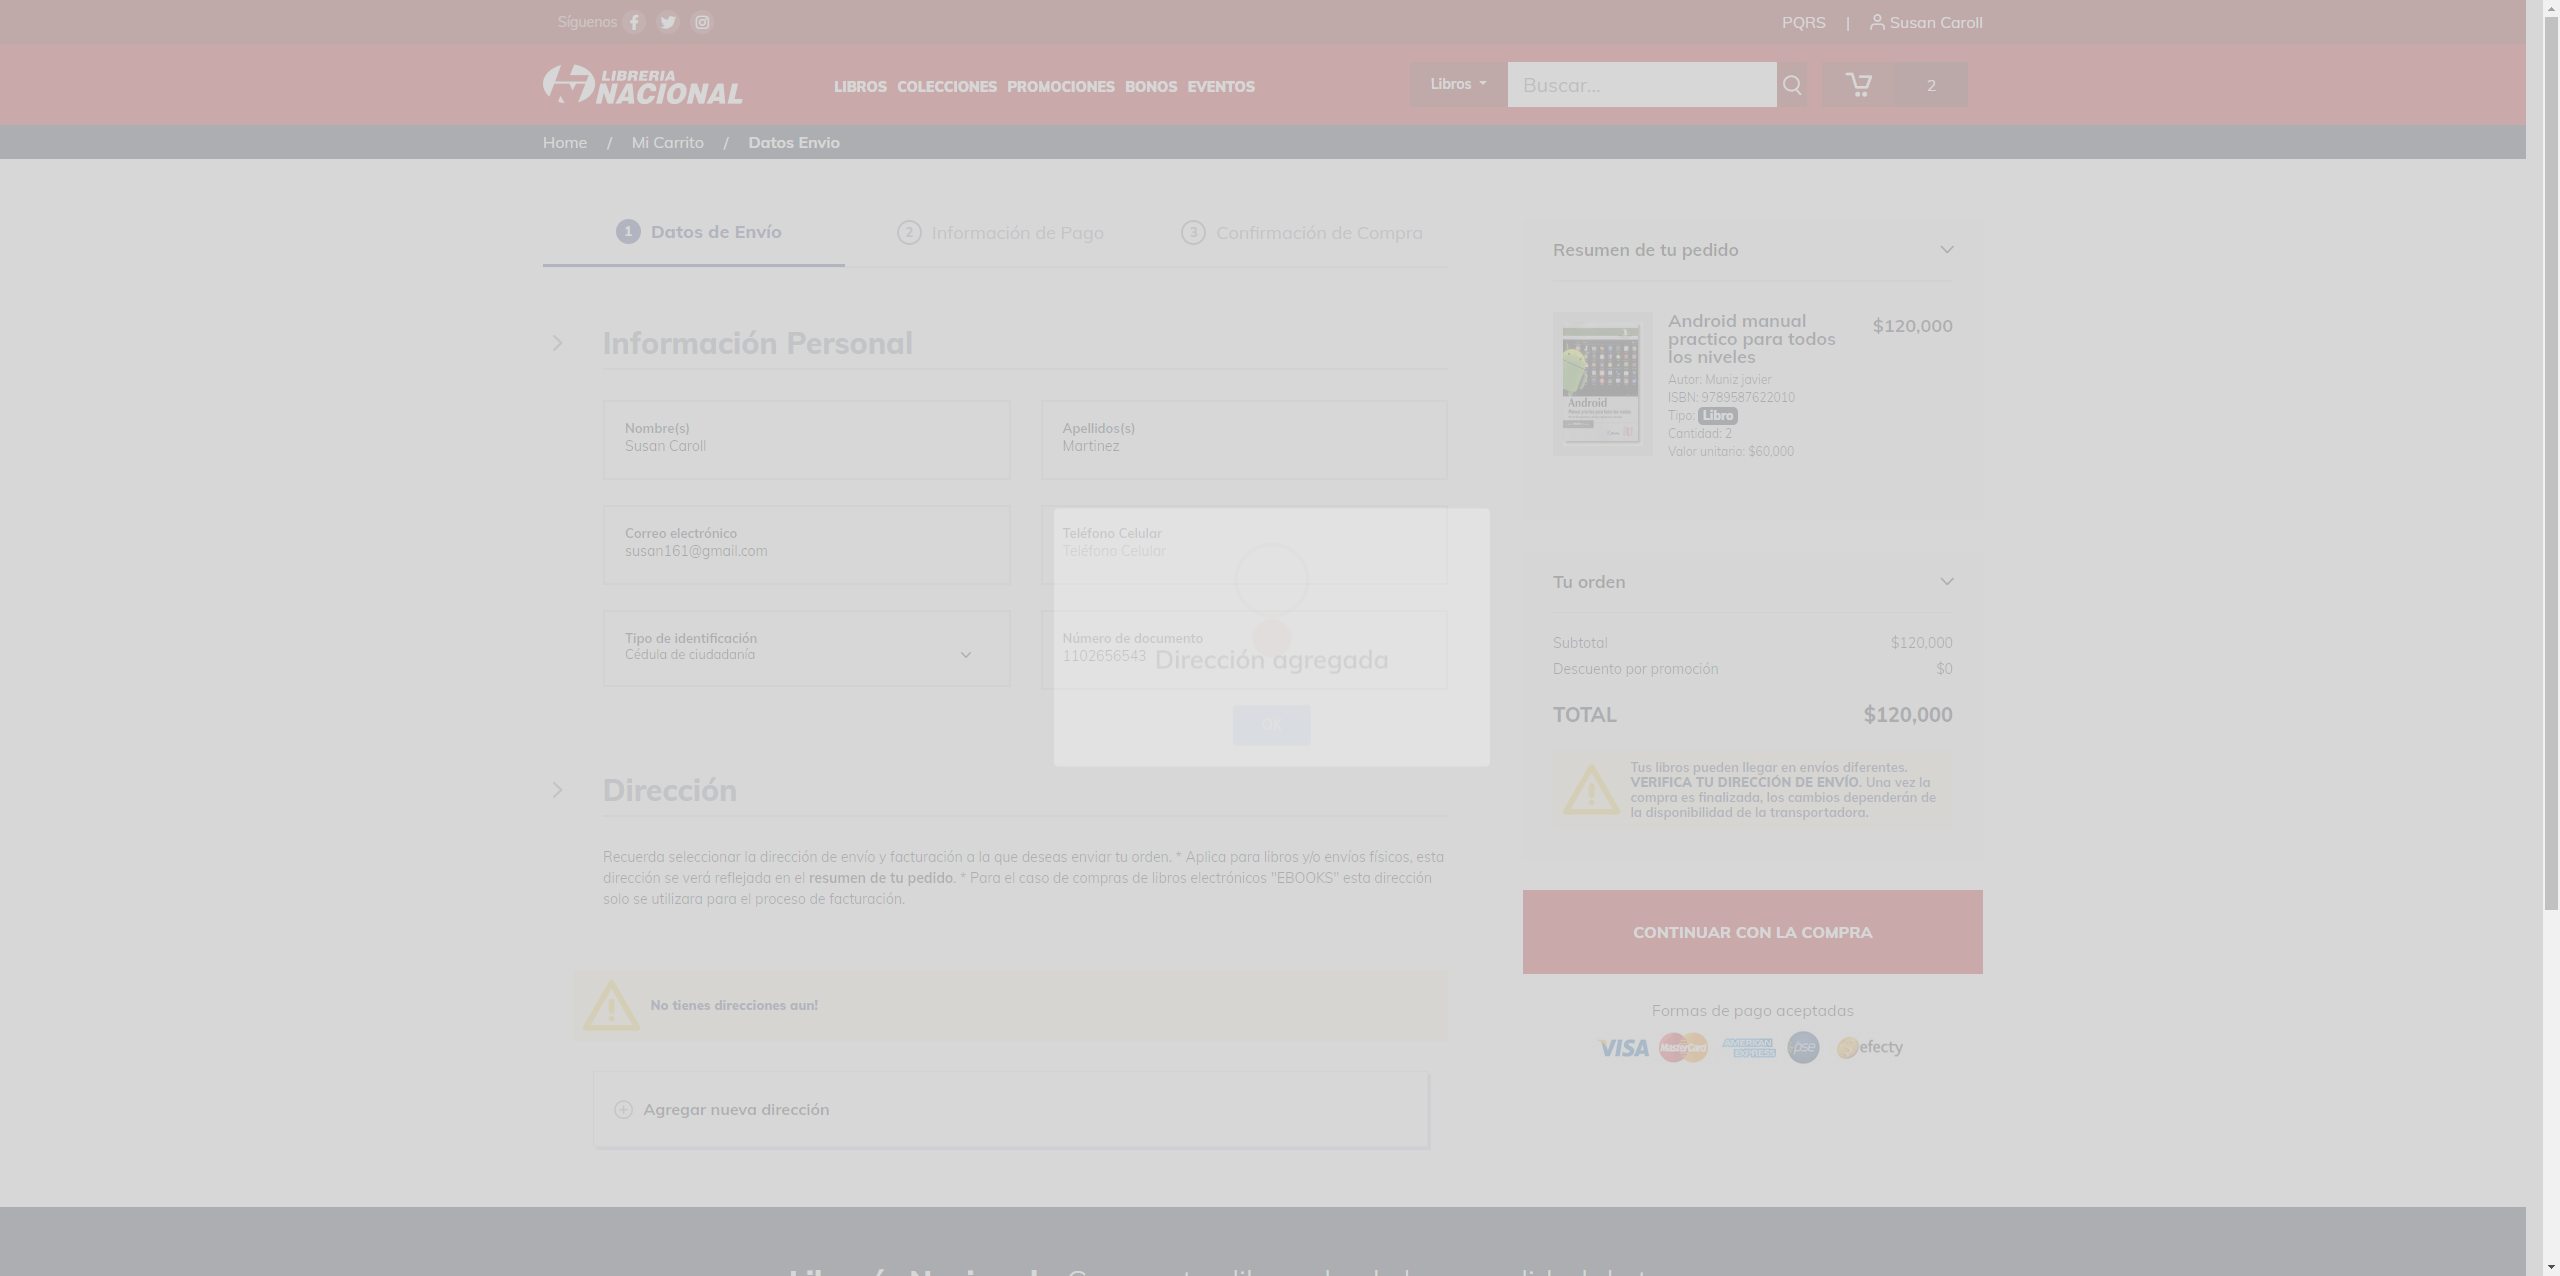 Síguenos
PQRS | Susan Caroll
LIBRERIA
NACIONAL
LIBROS COLECCIONES PROMOCIONES BONOS EVENTOS
Libros
Buscar...
2
Home / Mi Carrito / Datos Envio
1 Datos de Envío
2 Información de Pago
3 Confirmación de Compra
Información Personal
Nombre(s)
Susan Caroll
Apellidos(s)
Martinez
Correo electrónico
susan161@gmail.com
Teléfono Celular
Teléfono Celular
Tipo de identificación
Cédula de ciudadanía
Número de documento
1102656543
Dirección agregada
Ok
Dirección
Recuerda seleccionar la dirección de envío y facturación a la que deseas enviar tu orden. * Aplica para libros y/o envíos físicos, esta
dirección se verá reflejada en el resumen de tu pedido. * Para el caso de compras de libros electrónicos "EBOOKS" esta dirección
solo se utilizara para el proceso de facturación.
No tienes direcciones aun!
Agregar nueva dirección
Resumen de tu pedido
Android
Android manual
practico para todos
los niveles
$120,000
Autor: Muniz javier
ISBN: 9789587622010
Tipo: Libro
Cantidad: 2
Valor unitario: $60,000
Tu orden
Subtotal $120,000
Descuento por promoción $0
TOTAL $120,000
Tus libros pueden llegar en envíos diferentes.
VERIFICA TU DIRECCIÓN DE ENVÍO. Una vez la
compra es finalizada, los cambios dependerán de
la disponibilidad de la transportadora.
CONTINUAR CON LA COMPRA
Formas de pago aceptadas
VISA MasterCard AMERICAN EXPRESS pse efecty